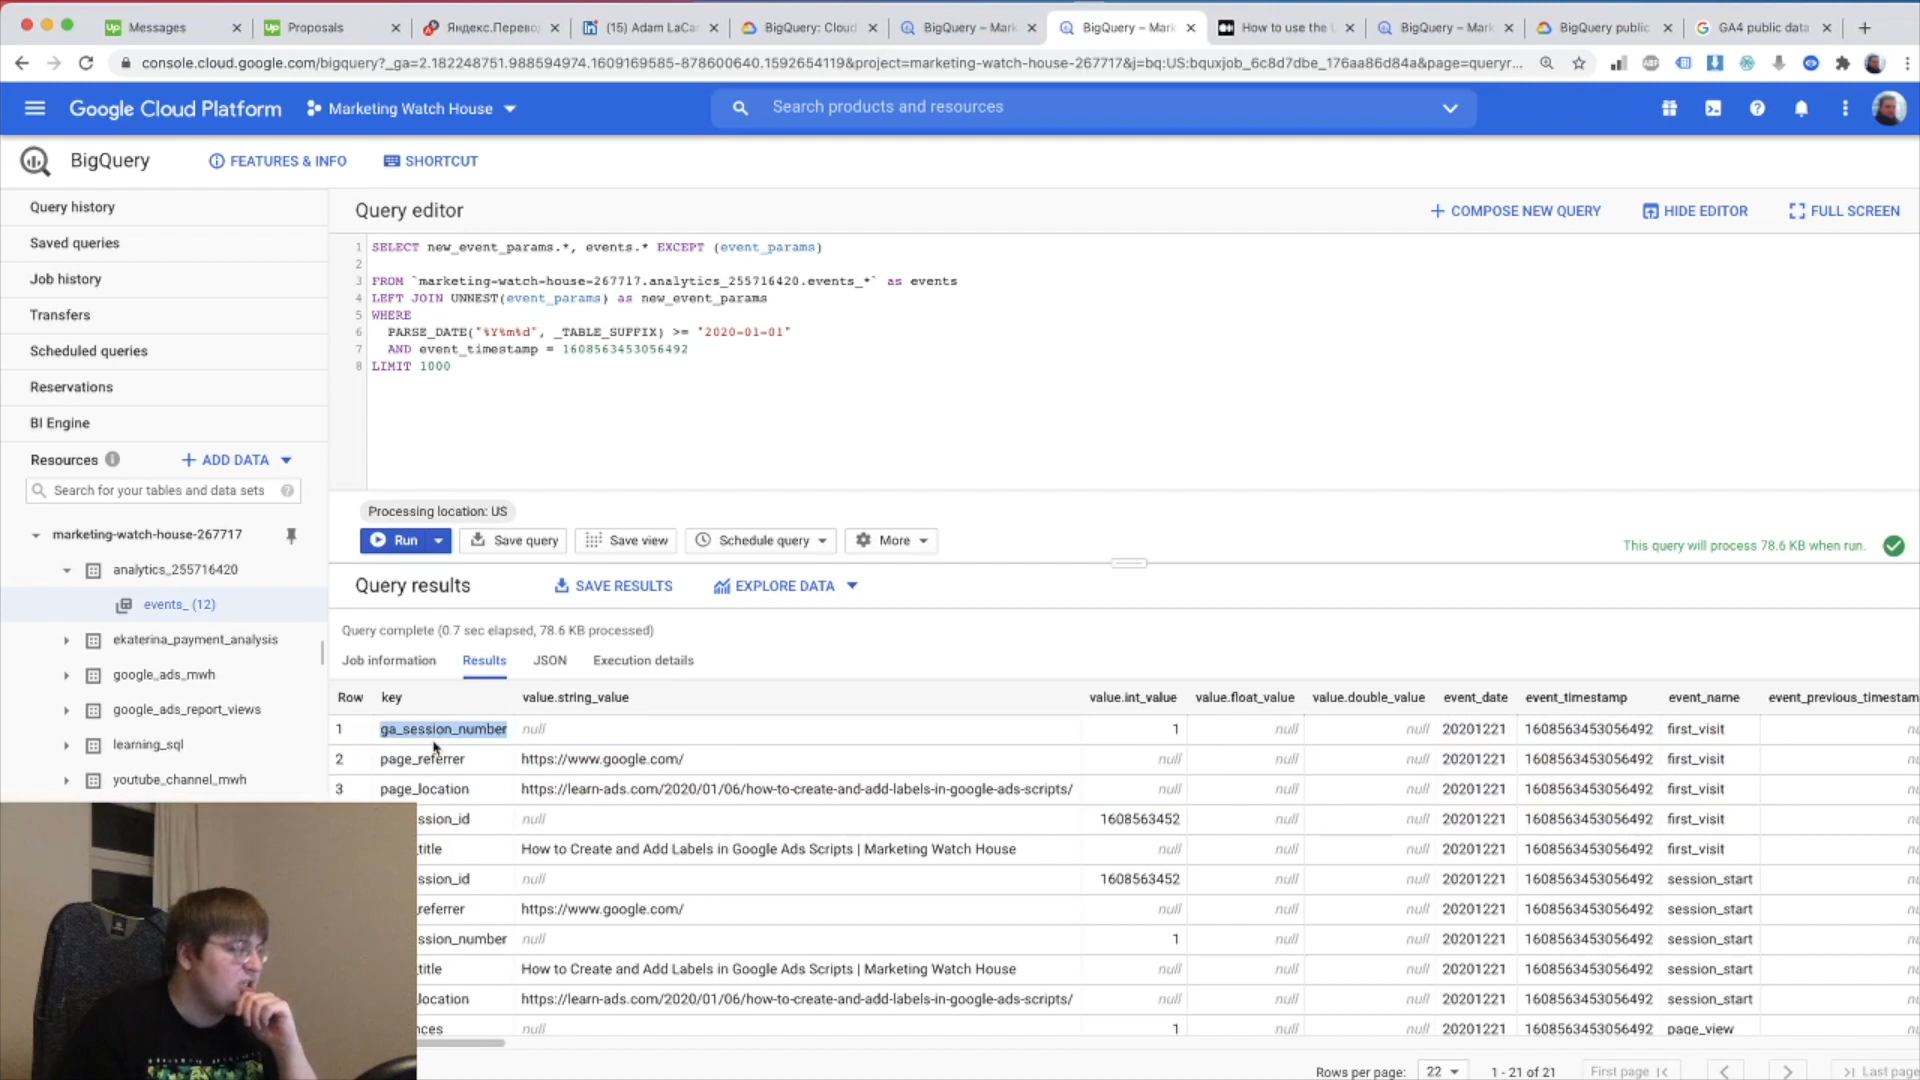 Messages
Proposals
Яндекс.Перево
(15) Adam LaCa
BigQuery: Cloud
BigQuery – Mark
BigQuery – Mark
How to use the
BigQuery – Mark
BigQuery public
GA4 public data
console.cloud.google.com/bigquery?_ga=2.182248751.988594974.1609169585-878600640.1592654119&project=marketing-watch-house-267717&j=bq:US:bquxjob_6c8d7dbe_176aa86d84a&page=queryr...
Google Cloud Platform
Marketing Watch House
Search products and resources
BigQuery
FEATURES & INFO
SHORTCUT
Query history
Saved queries
Job history
Transfers
Scheduled queries
Reservations
BI Engine
Resources
+ ADD DATA
Search for your tables and data sets
marketing-watch-house-267717
analytics_255716420
events_ (12)
ekaterina_payment_analysis
google_ads_mwh
google_ads_report_views
learning_sql
youtube_channel_mwh
Query editor
+ COMPOSE NEW QUERY
HIDE EDITOR
FULL SCREEN
1 SELECT new_event_params.*, events.* EXCEPT (event_params)
2
3 FROM `marketing-watch-house-267717.analytics_255716420.events_*` as events
4 LEFT JOIN UNNEST(event_params) as new_event_params
5 WHERE
6 PARSE_DATE("%Y%m%d", _TABLE_SUFFIX) >= "2020-01-01"
7 AND event_timestamp = 1608563453056492
8 LIMIT 1000
Processing location: US
Run
Save query
Save view
Schedule query
More
This query will process 78.6 KB when run.
Query results
SAVE RESULTS
EXPLORE DATA
Query complete (0.7 sec elapsed, 78.6 KB processed)
Job information
Results
JSON
Execution details
Row key value.string_value value.int_value value.float_value value.double_value event_date event_timestamp event_name event_previous_timestam
1 ga_session_number null 1 null null 20201221 1608563453056492 first_visit nu
2 page_referrer https://www.google.com/ null null null 20201221 1608563453056492 first_visit nu
3 page_location https://learn-ads.com/2020/01/06/how-to-create-and-add-labels-in-google-ads-scripts/ null null null 20201221 1608563453056492 first_visit nu
ssion_id null 1608563452 null null 20201221 1608563453056492 first_visit nu
title How to Create and Add Labels in Google Ads Scripts | Marketing Watch House null null null 20201221 1608563453056492 first_visit nu
ssion_id null 1608563452 null null 20201221 1608563453056492 session_start nu
referrer https://www.google.com/ null null null 20201221 1608563453056492 session_start nu
ssion_number null 1 null null 20201221 1608563453056492 session_start nu
title How to Create and Add Labels in Google Ads Scripts | Marketing Watch House null null null 20201221 1608563453056492 session_start nu
location https://learn-ads.com/2020/01/06/how-to-create-and-add-labels-in-google-ads-scripts/ null null null 20201221 1608563453056492 session_start nu
nces null 1 null null 20201221 1608563453056492 page_view nu
Rows per page: 22 1 - 21 of 21 First page Last page